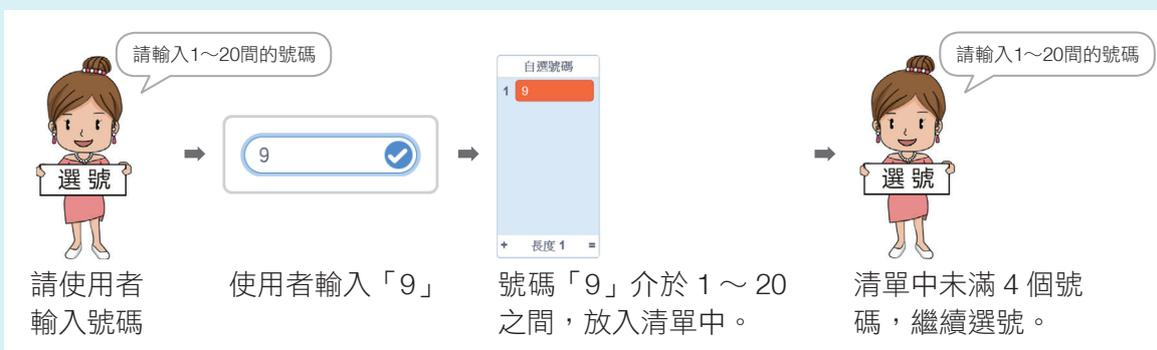 請輸入1～20間的號碼
選號
9
自選號碼
1 9
+ 長度 1 =
請輸入1～20間的號碼
選號
請使用者
輸入號碼
使用者輸入「9」
號碼「9」介於 1 ～ 20
之間，放入清單中。
清單中未滿 4 個號
碼，繼續選號。